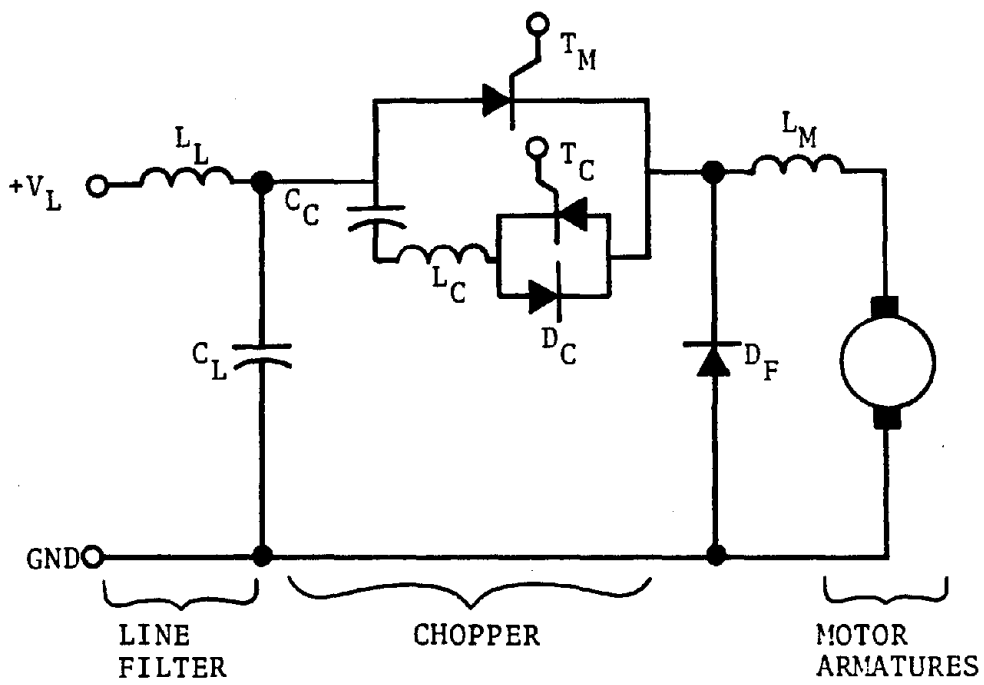 T_M
L_L
T_C
L_M
+V_L
C_C
L_C
D_C
C_L
D_F
GND
LINE
FILTER
CHOPPER
MOTOR
ARMATURES